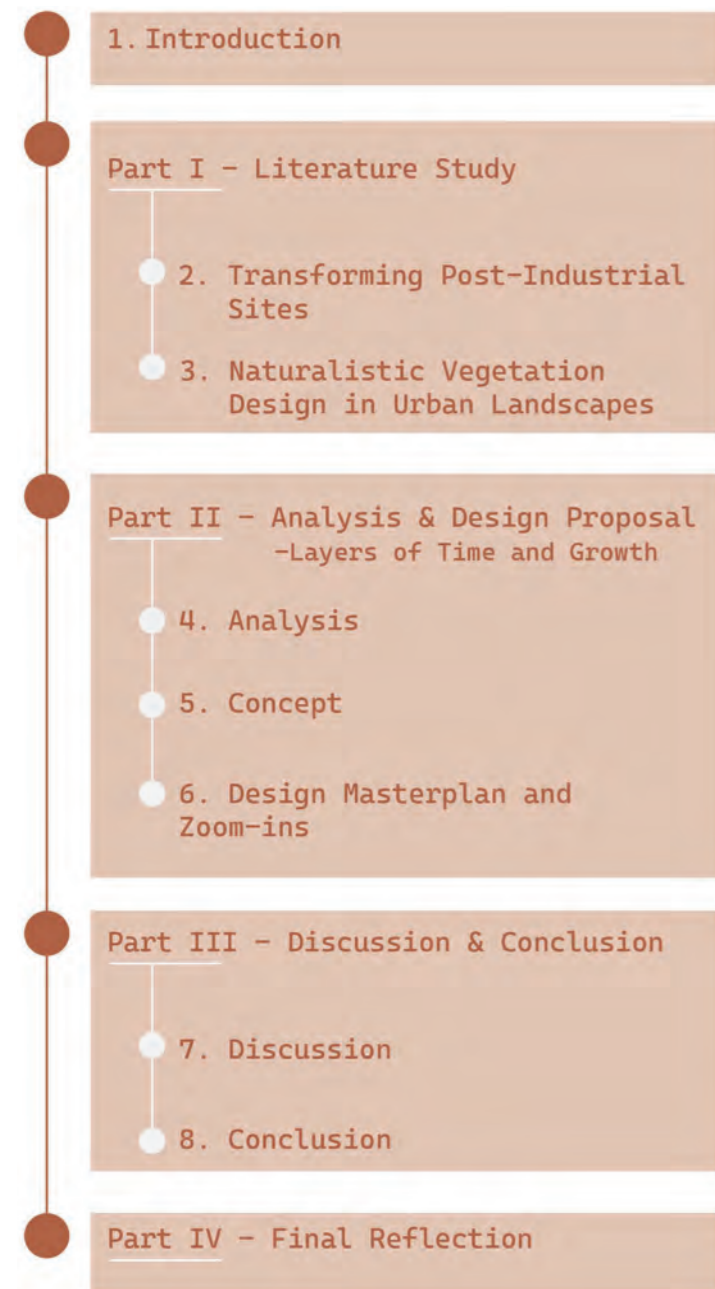 1. Introduction
Part I – Literature Study
2. Transforming Post-Industrial
Sites
3. Naturalistic Vegetation
Design in Urban Landscapes
Part II – Analysis & Design Proposal
-Layers of Time and Growth
4. Analysis
5. Concept
6. Design Masterplan and
Zoom-ins
Part III – Discussion & Conclusion
7. Discussion
8. Conclusion
Part IV – Final Reflection